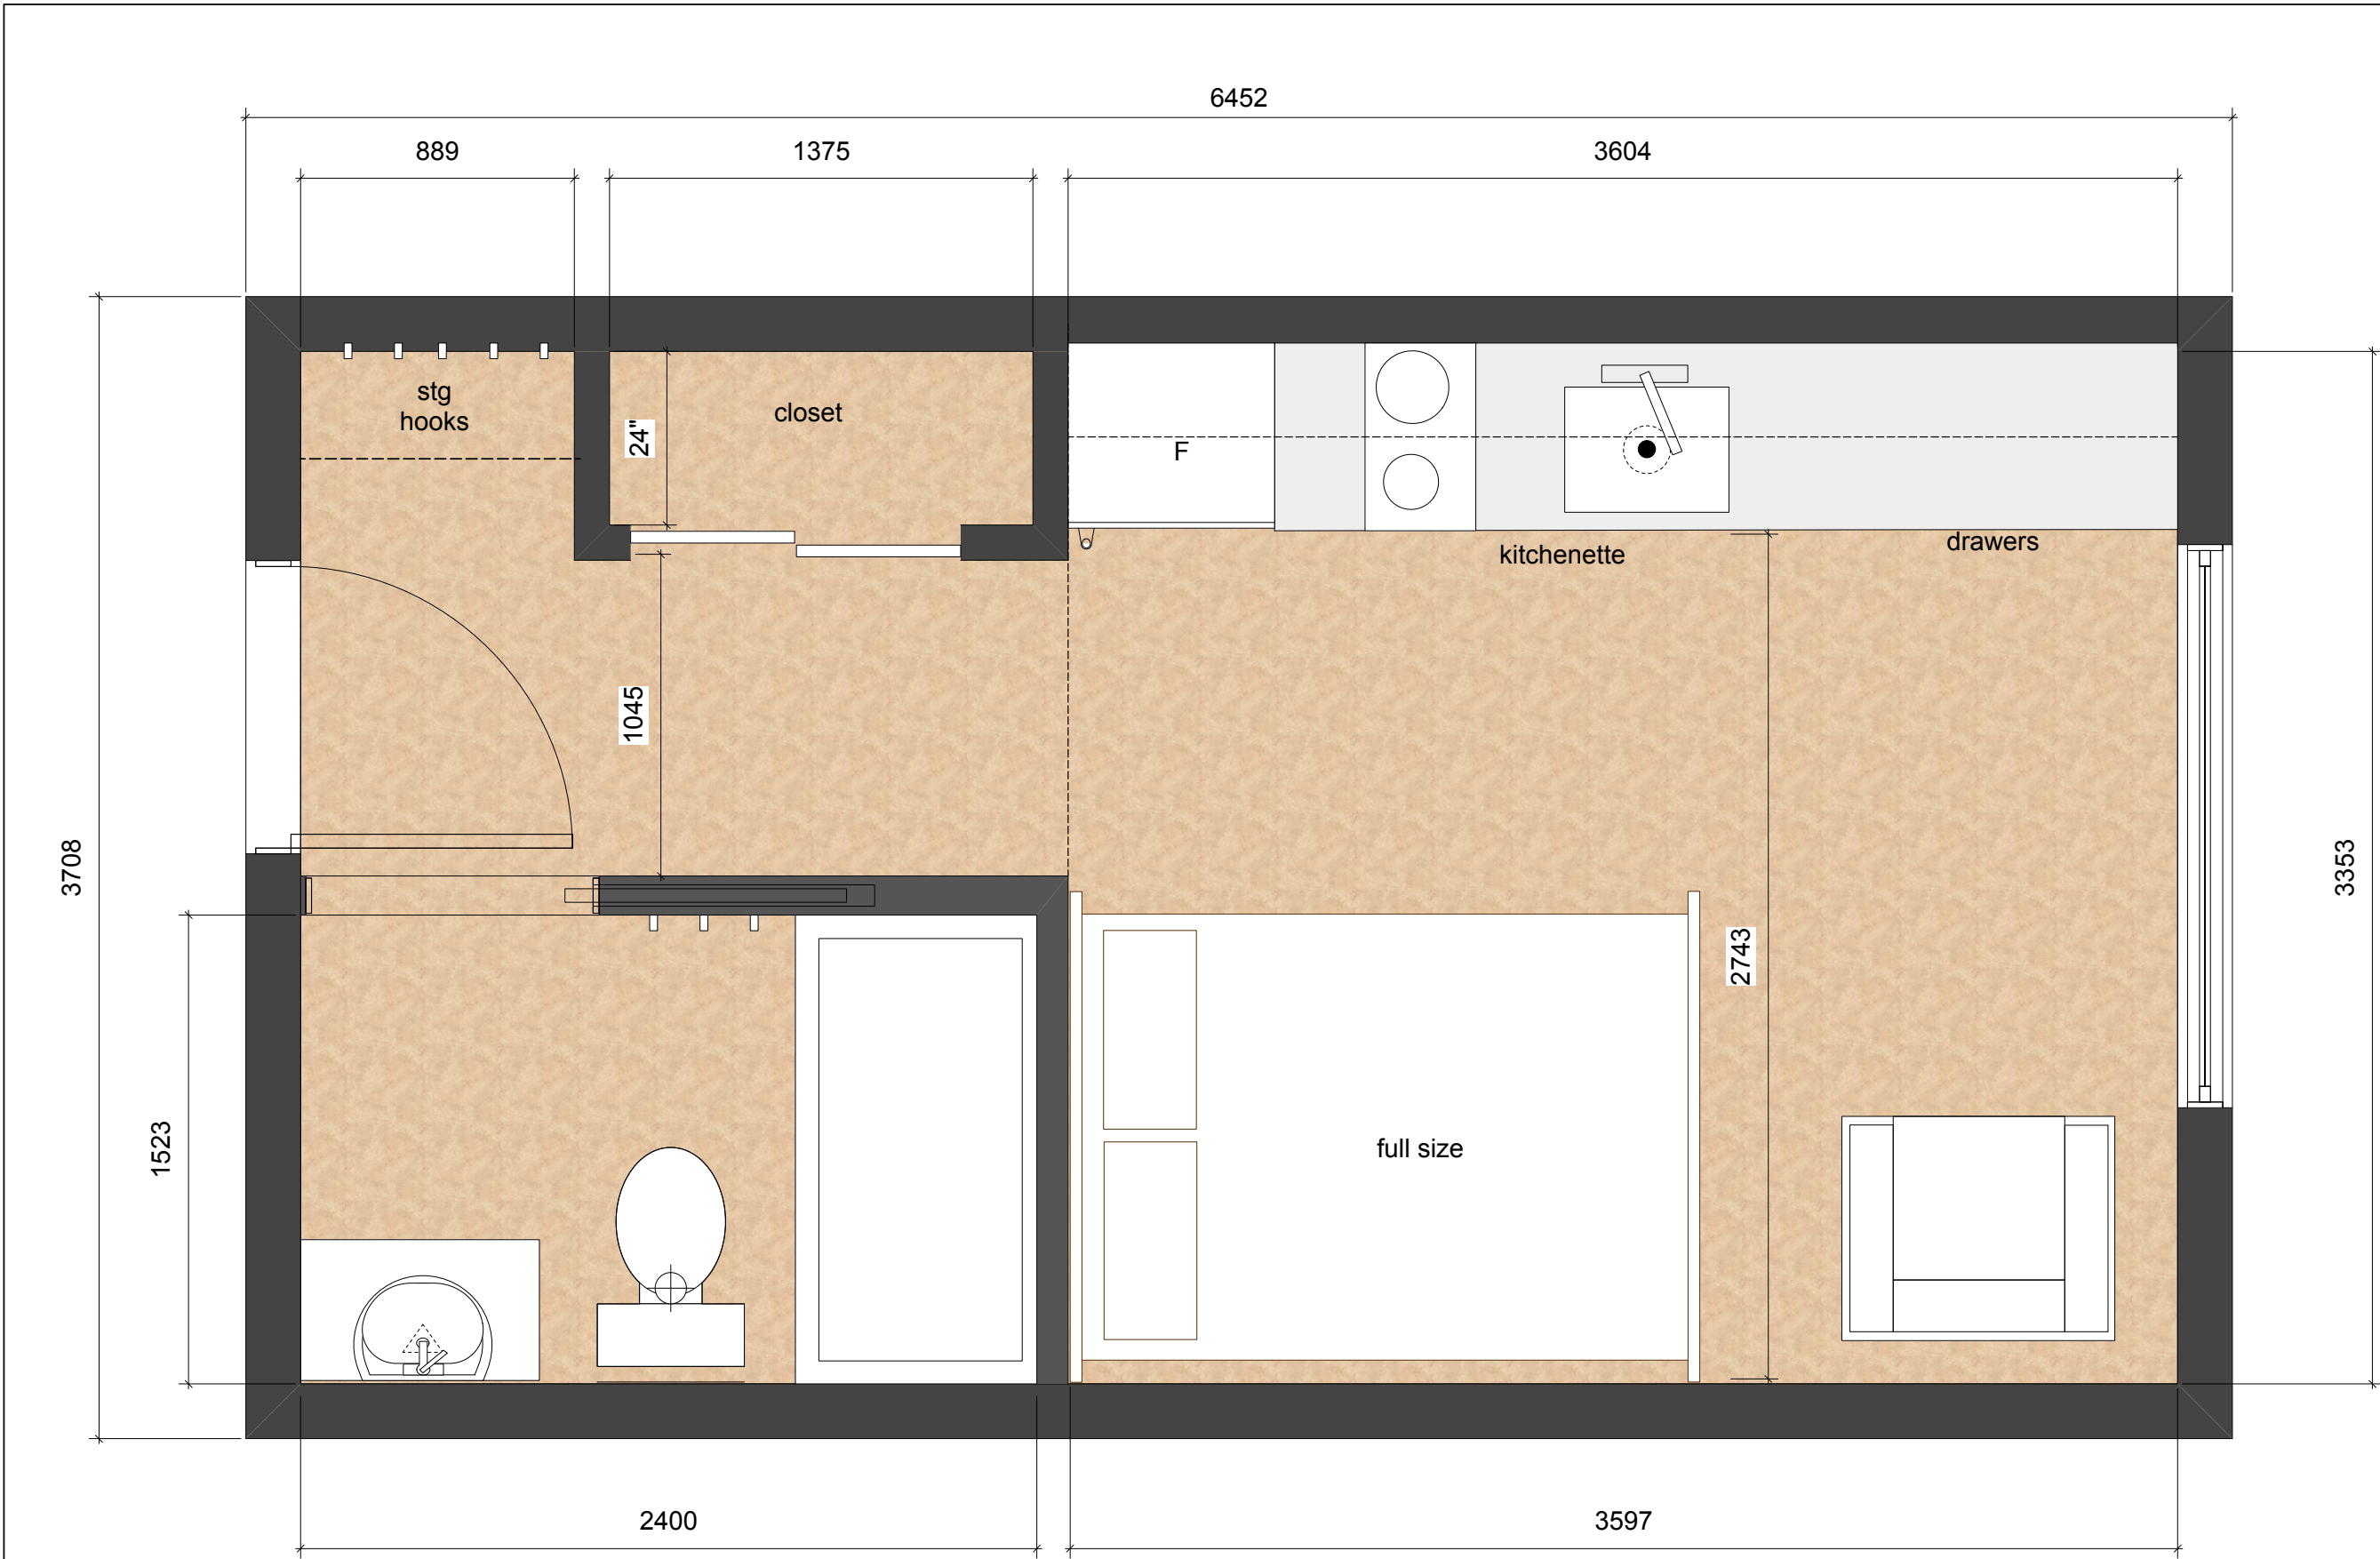 6452
889
1375
3604
stg
hooks
24"
closet
F
kitchenette
drawers
1045
3708
3353
2743
1523
full size
2400
3597